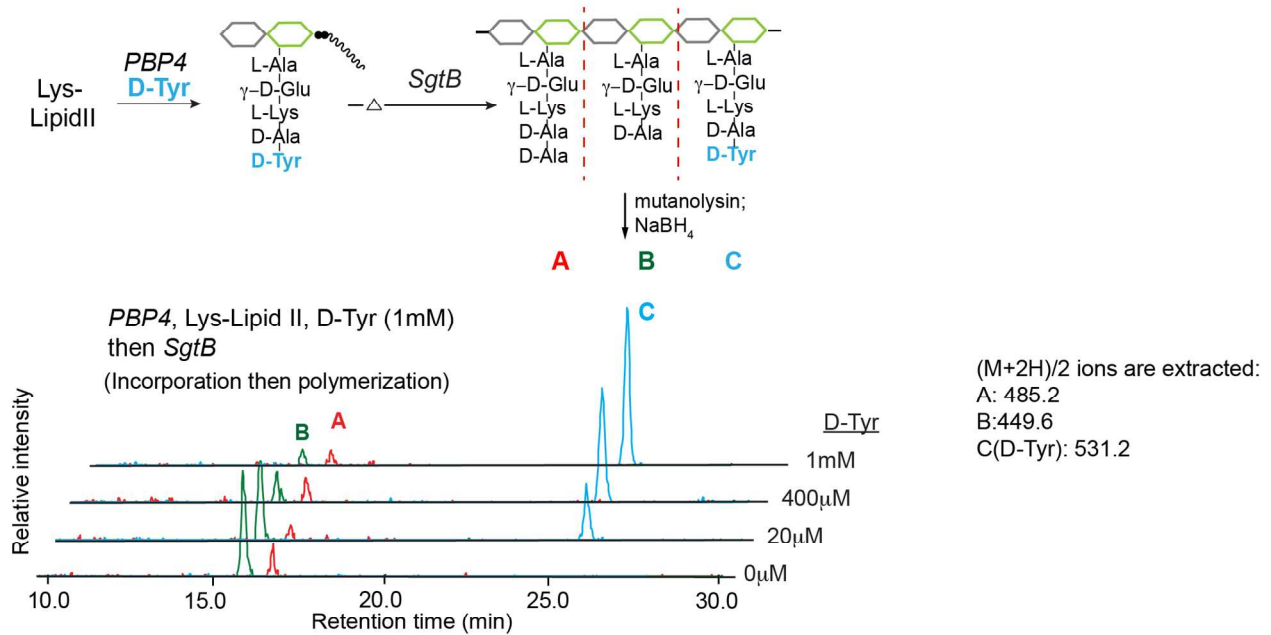 Lys-
LipidII
PBP4
D-Tyr
L-Ala
γ–D-Glu
L-Lys
D-Ala
D-Tyr
SgtB
L-Ala
γ–D-Glu
L-Lys
D-Ala
D-Ala
L-Ala
γ–D-Glu
L-Lys
D-Ala
L-Ala
γ–D-Glu
L-Lys
D-Ala
D-Tyr
mutanolysin;
NaBH4
A B C
PBP4, Lys-Lipid II, D-Tyr (1mM)
then SgtB
(Incorporation then polymerization)
C
B A
D-Tyr
1mM
400μM
20μM
0μM
Relative intensity
10.0 15.0 20.0 25.0 30.0
Retention time (min)
(M+2H)/2 ions are extracted:
A: 485.2
B:449.6
C(D-Tyr): 531.2